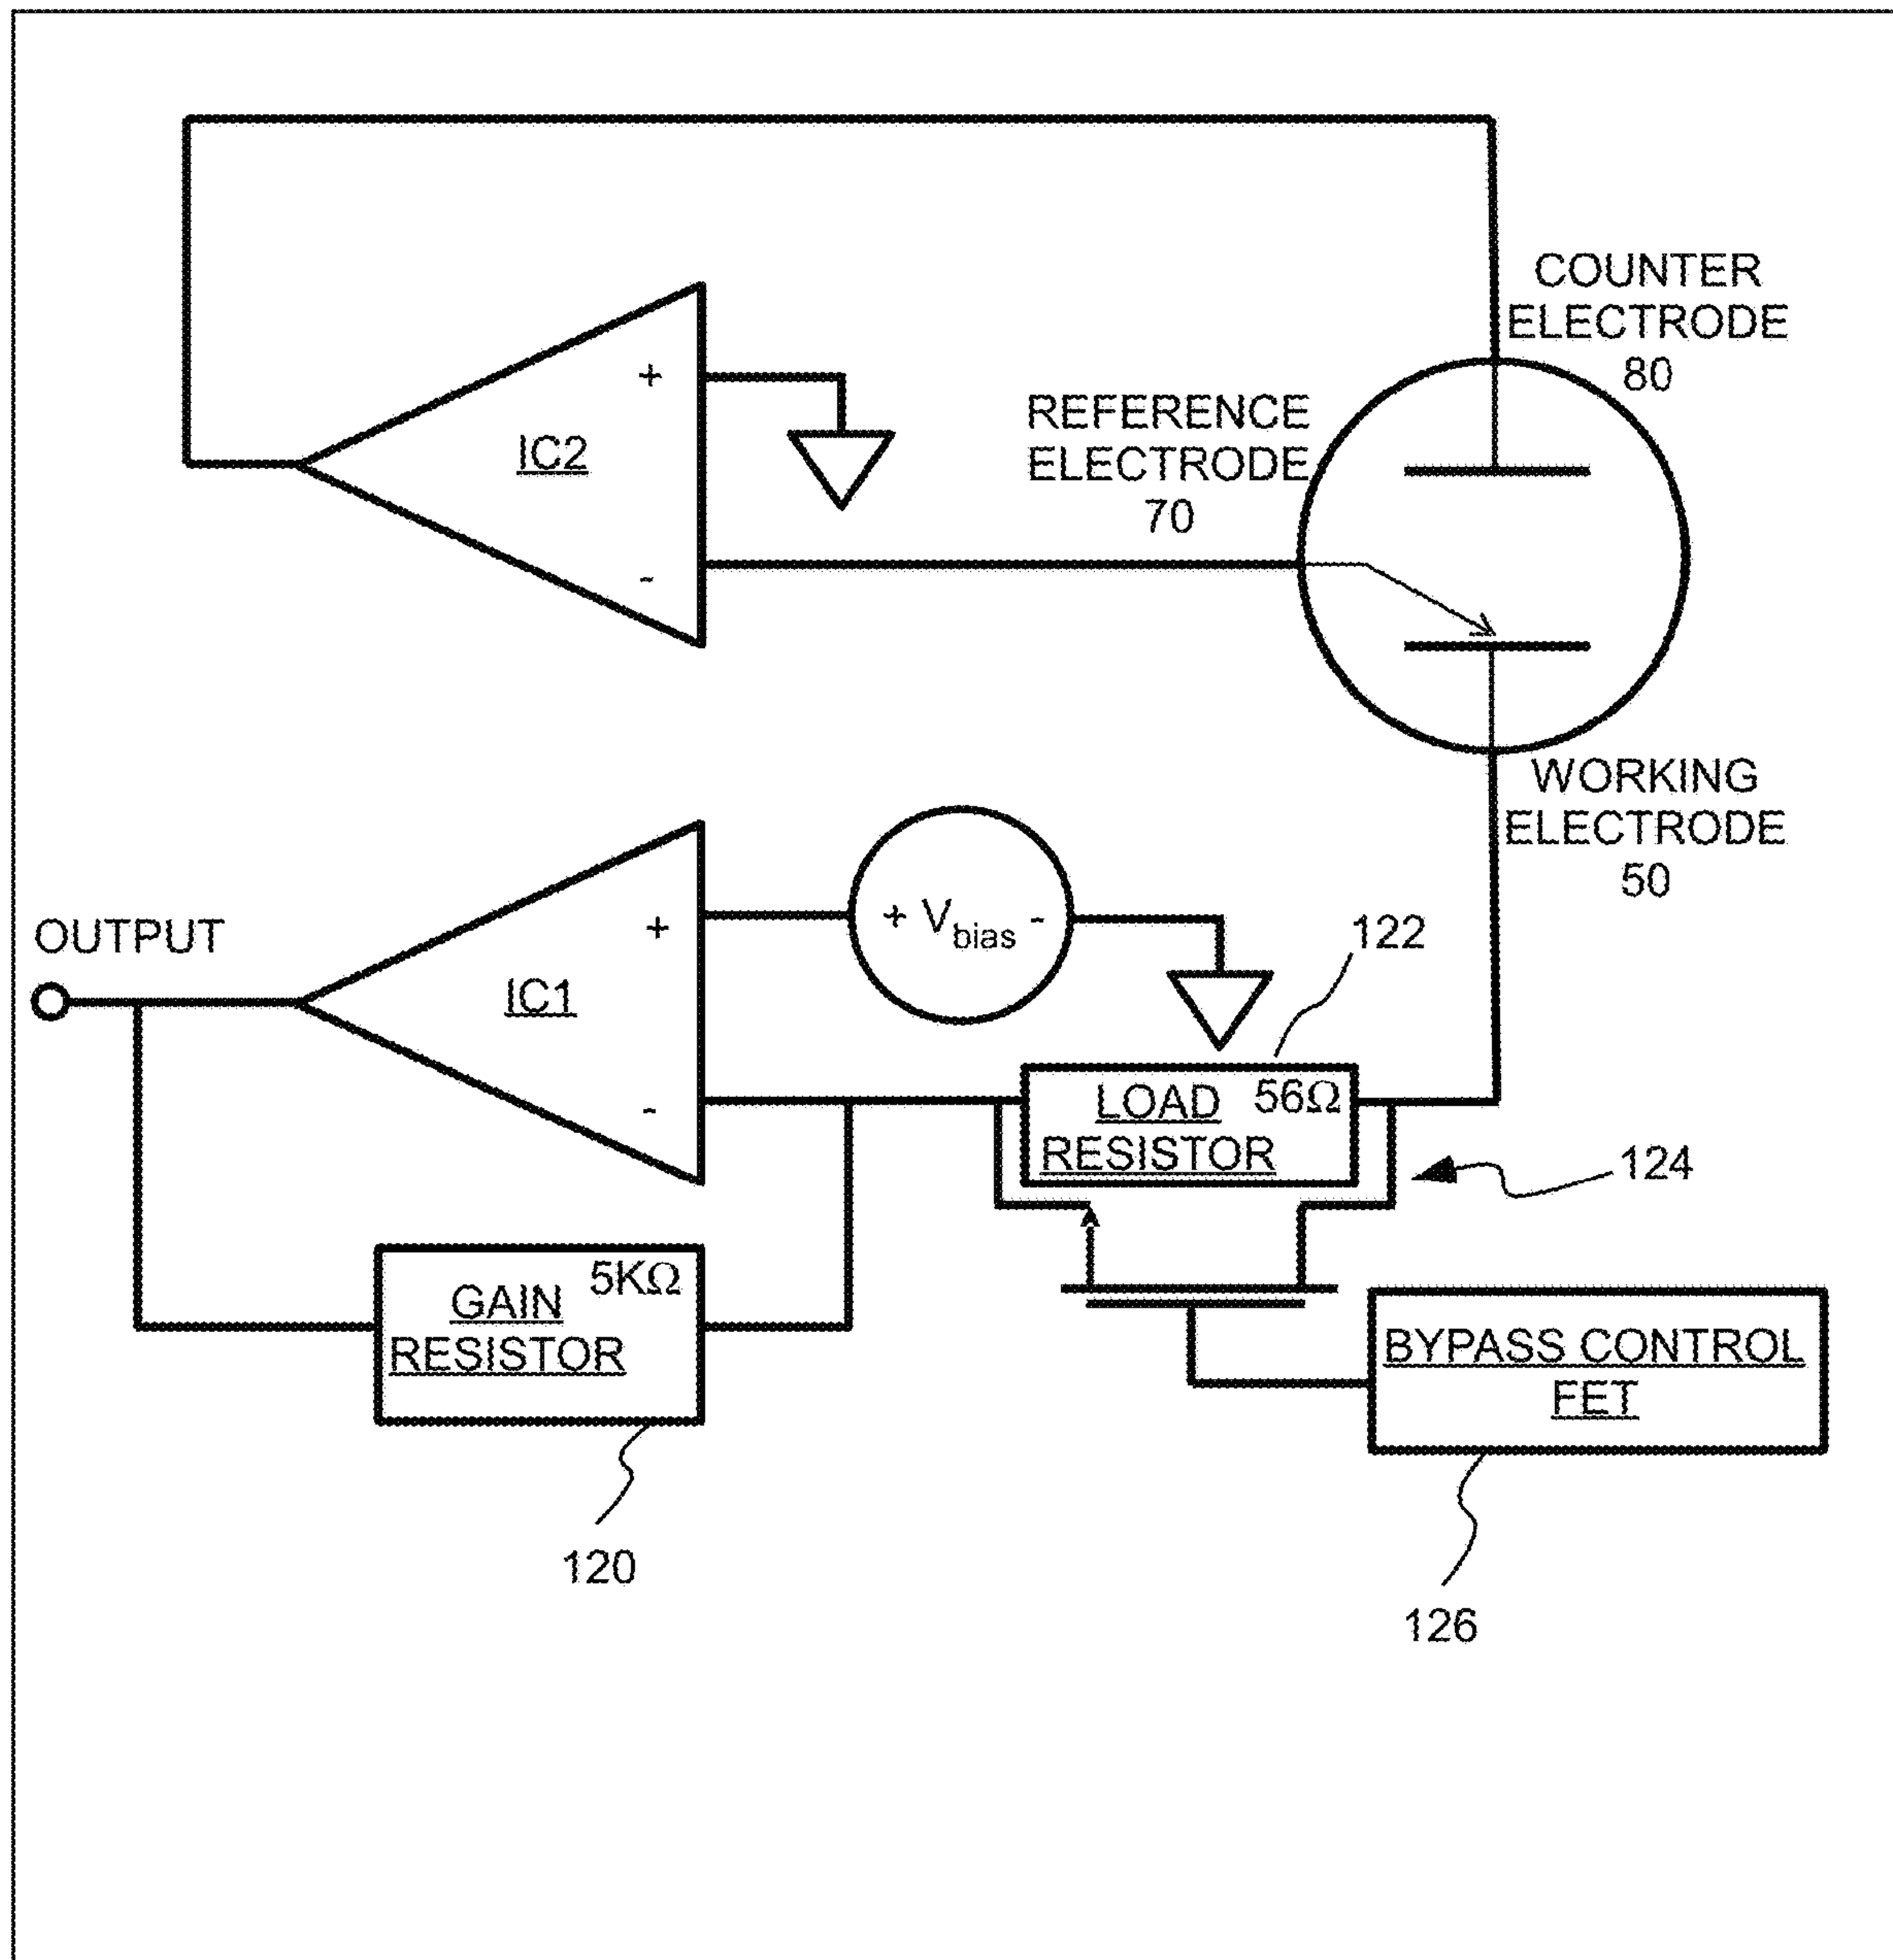 COUNTER
ELECTRODE
80
REFERENCE
ELECTRODE
70
+
IC2
-
WORKING
ELECTRODE
50
OUTPUT
+
IC1
-
+ Vbias -
122
56Ω
LOAD
RESISTOR
124
5KΩ
GAIN
RESISTOR
BYPASS CONTROL
FET
120
126